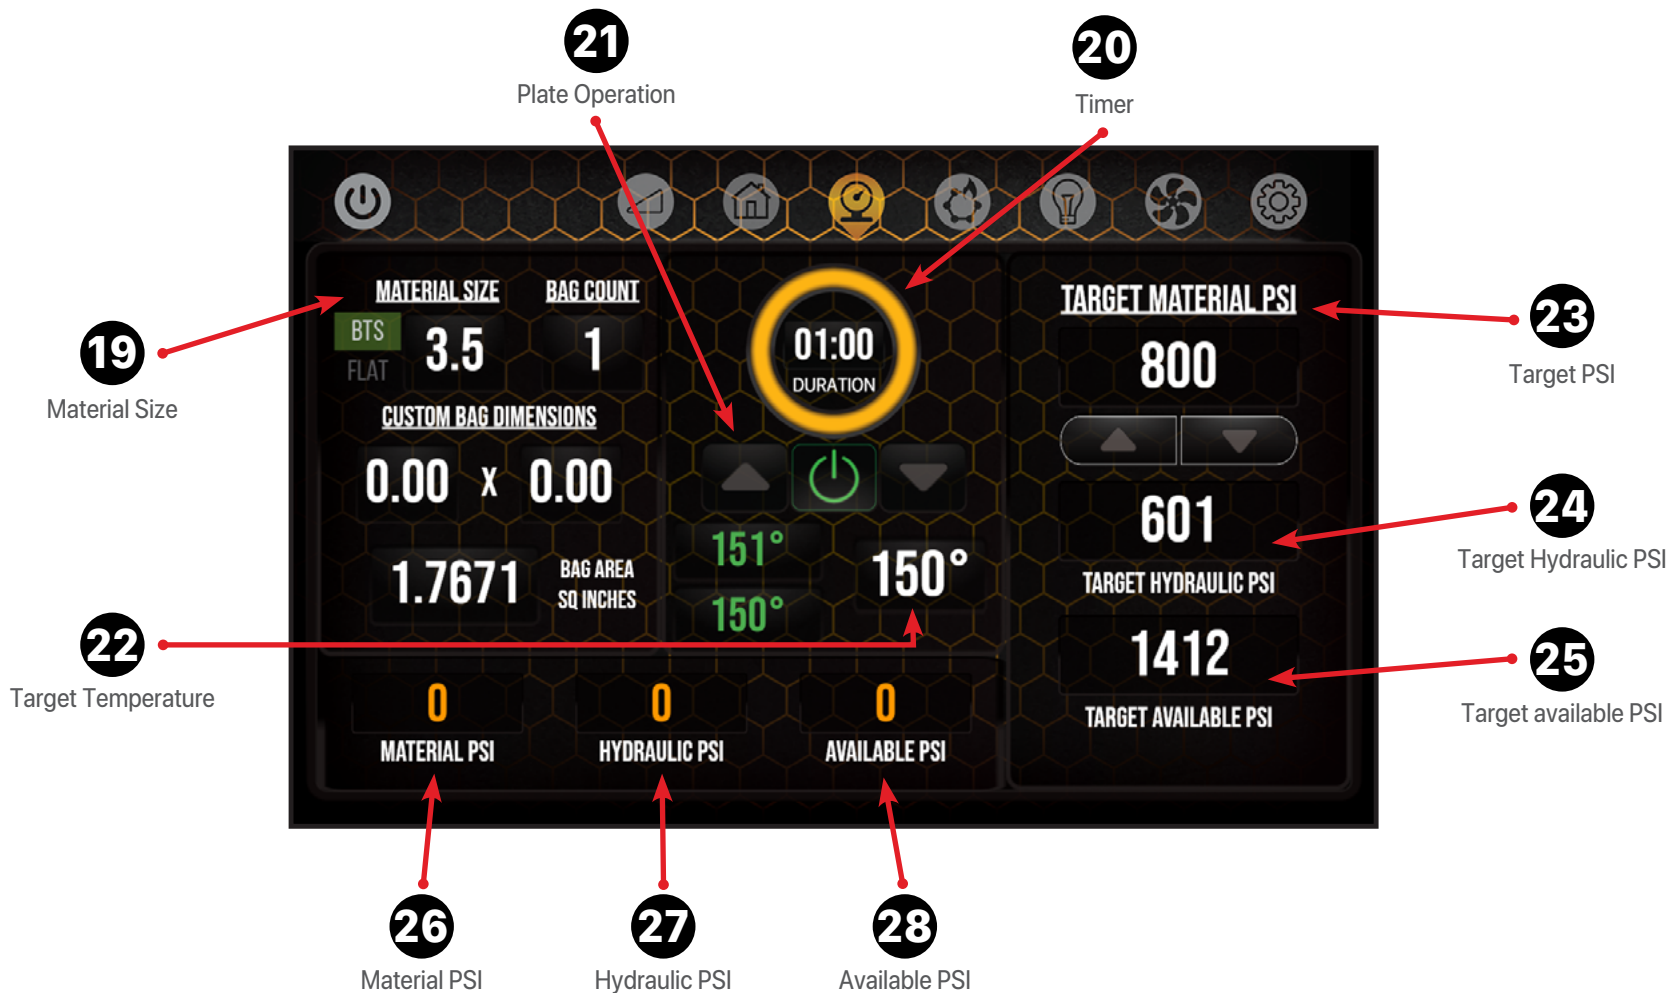 21
Plate Operation
20
Timer
19
Material Size
MATERIAL SIZE
BAG COUNT
BTS
FLAT
3.5
1
CUSTOM BAG DIMENSIONS
0.00 x 0.00
1.7671
BAG AREA
SQ INCHES
01:00
DURATION
151°
150°
150°
TARGET MATERIAL PSI
800
601
TARGET HYDRAULIC PSI
1412
TARGET AVAILABLE PSI
23
Target PSI
24
Target Hydraulic PSI
25
Target available PSI
22
Target Temperature
0
MATERIAL PSI
0
HYDRAULIC PSI
0
AVAILABLE PSI
26
Material PSI
27
Hydraulic PSI
28
Available PSI